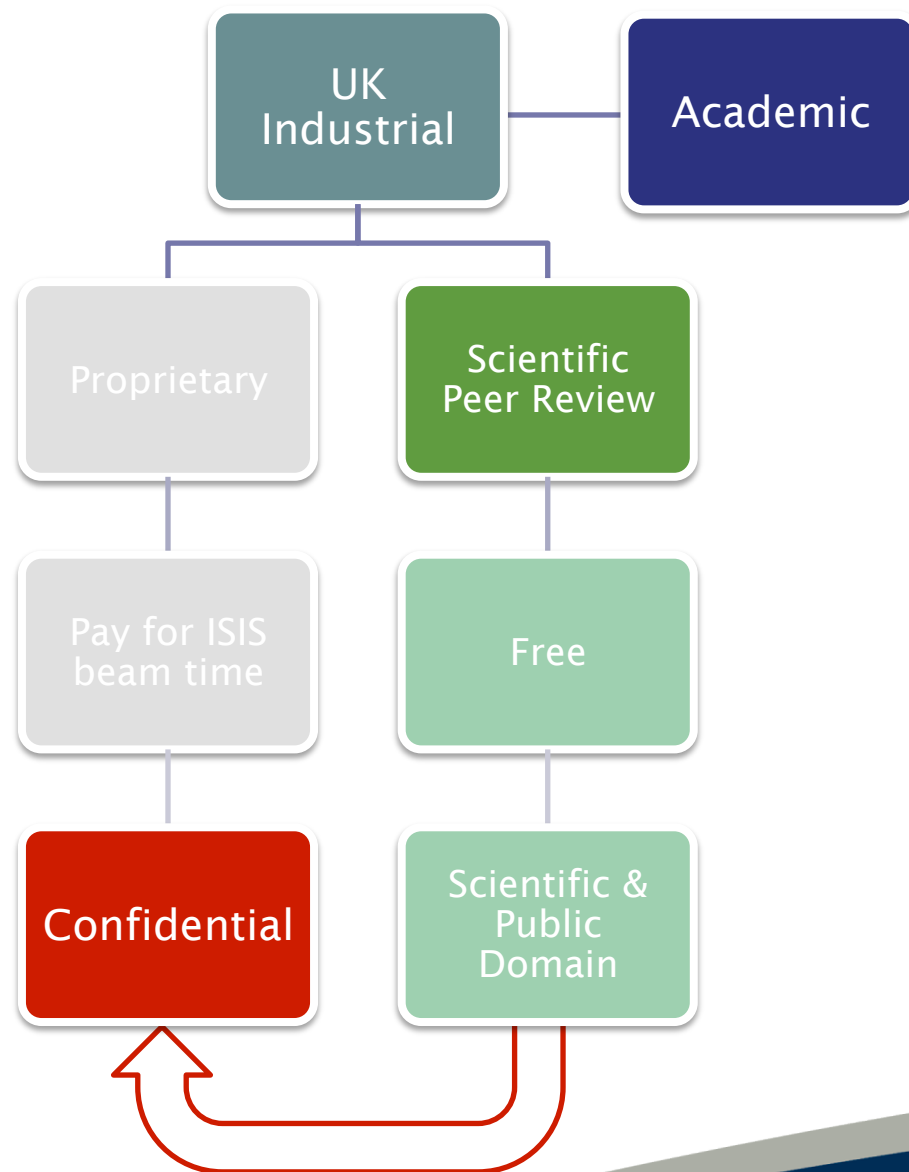 UK
Industrial
Academic
Proprietary
Scientific
Peer Review
Pay for ISIS
beam time
Free
Confidential
Scientific &
Public
Domain